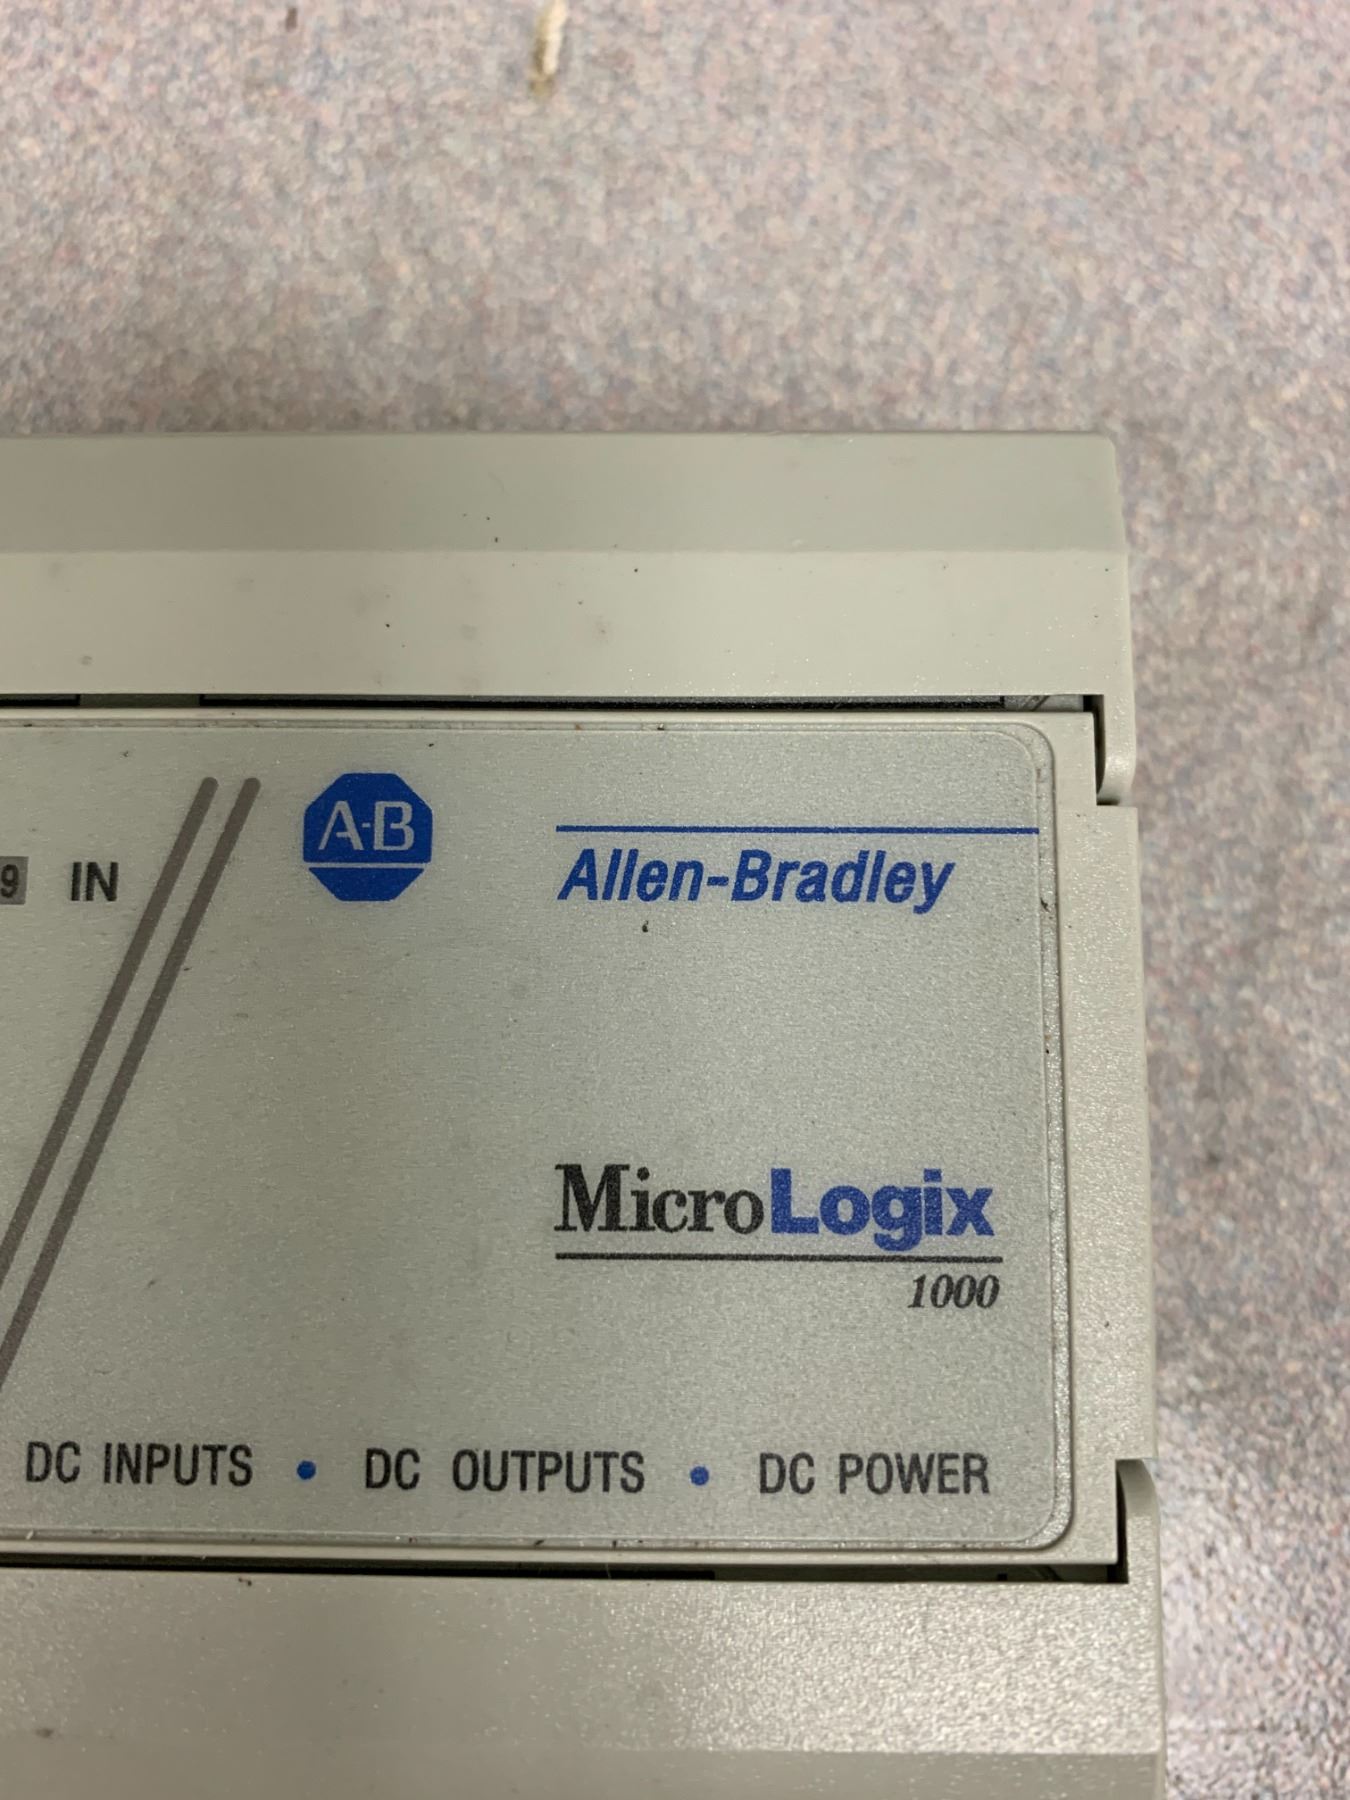 A-B
Allen-Bradley
9 IN
MicroLogix
1000
DC INPUTS • DC OUTPUTS • DC POWER